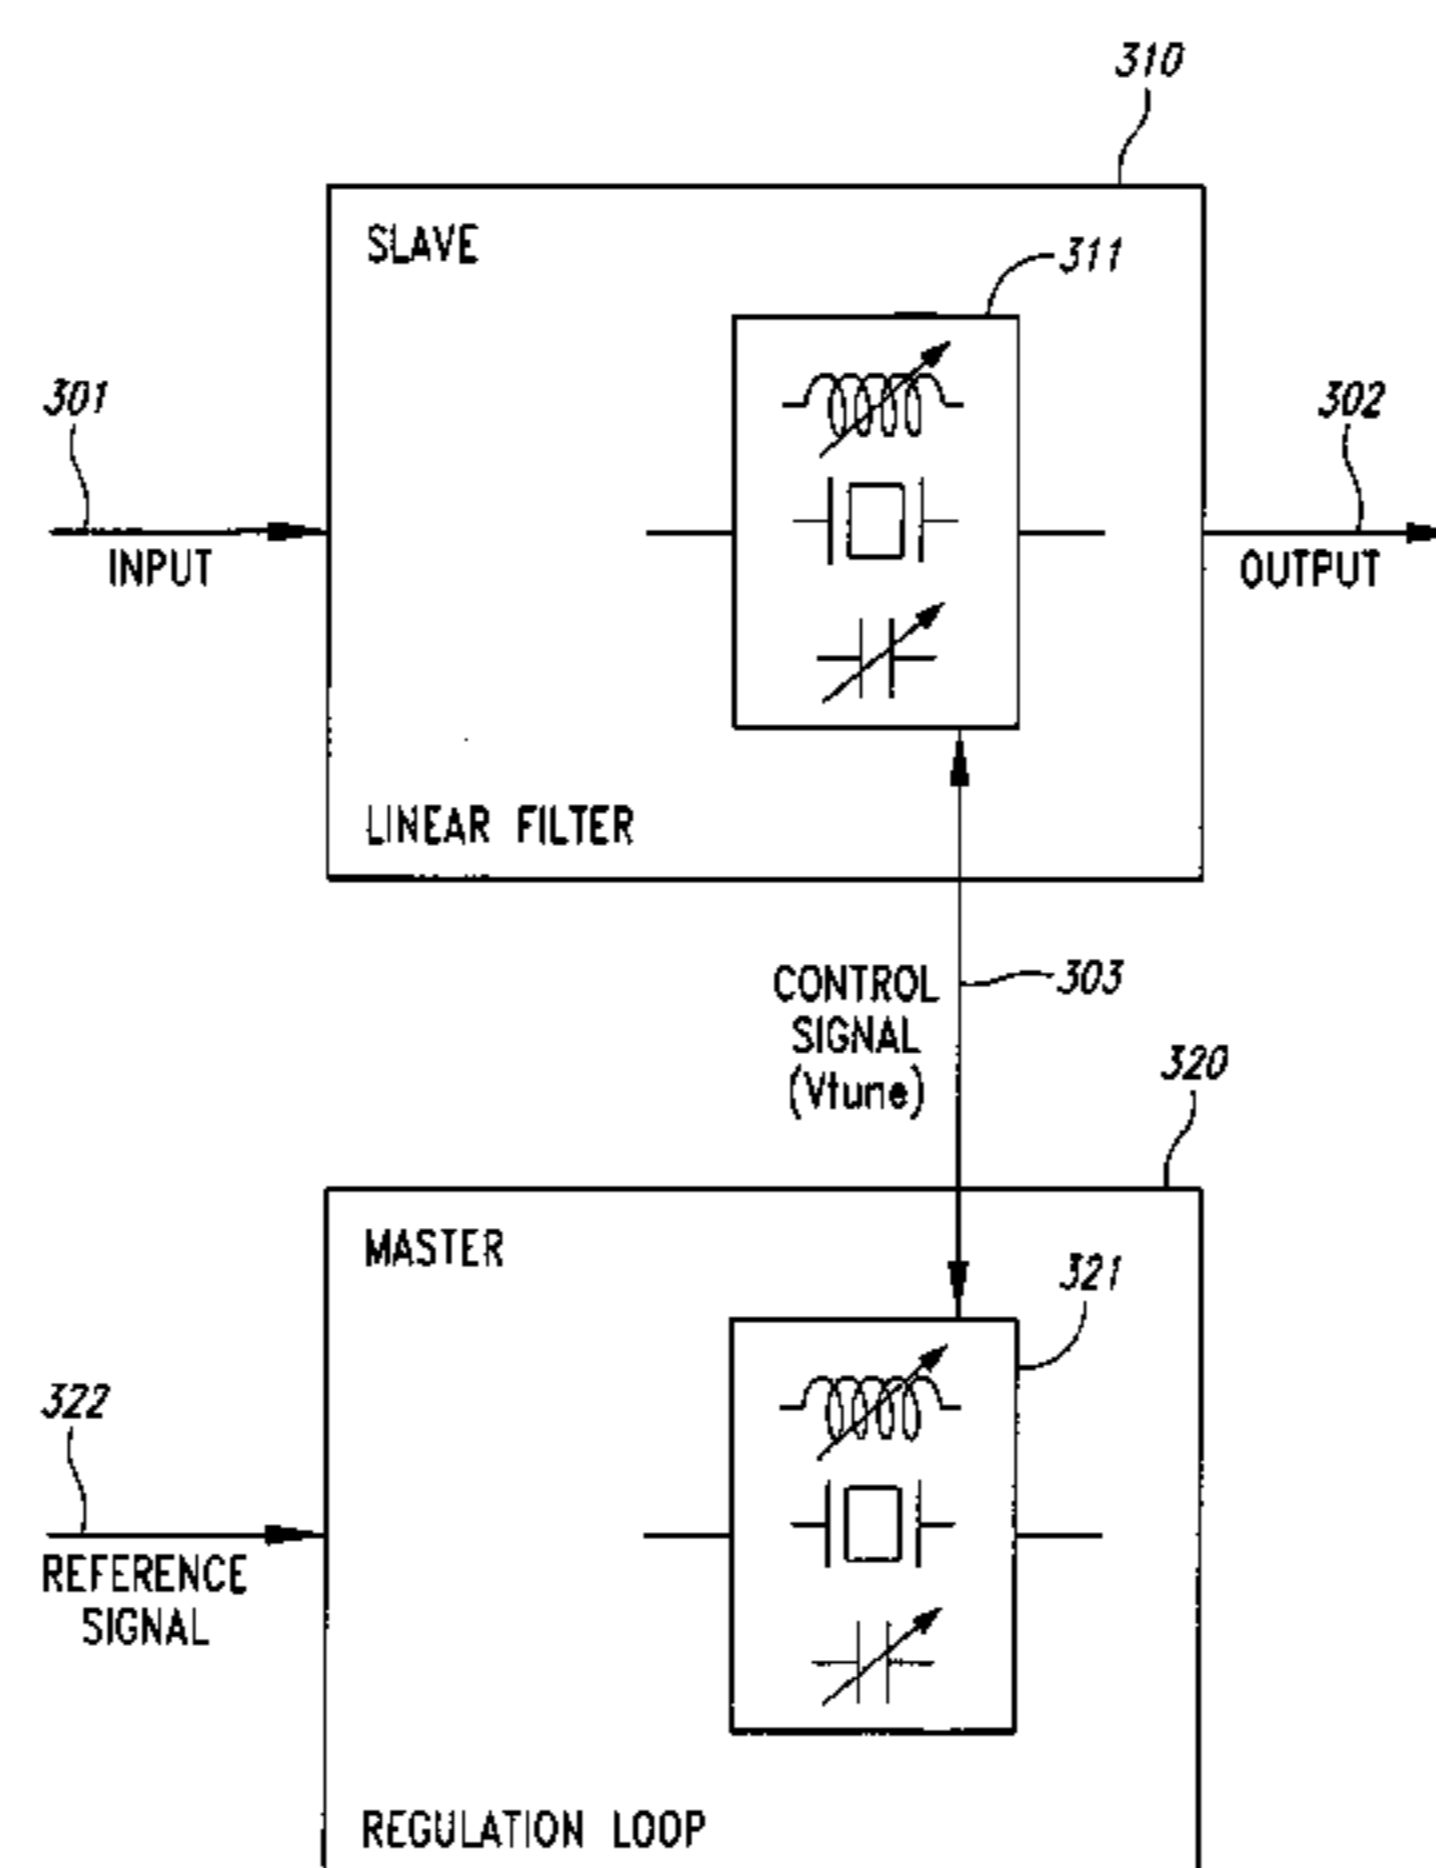 310
SLAVE
311
301
302
INPUT
OUTPUT
LINEAR FILTER
CONTROL
SIGNAL
(Vtune)
303
320
MASTER
321
322
REFERENCE
SIGNAL
REGULATION LOOP